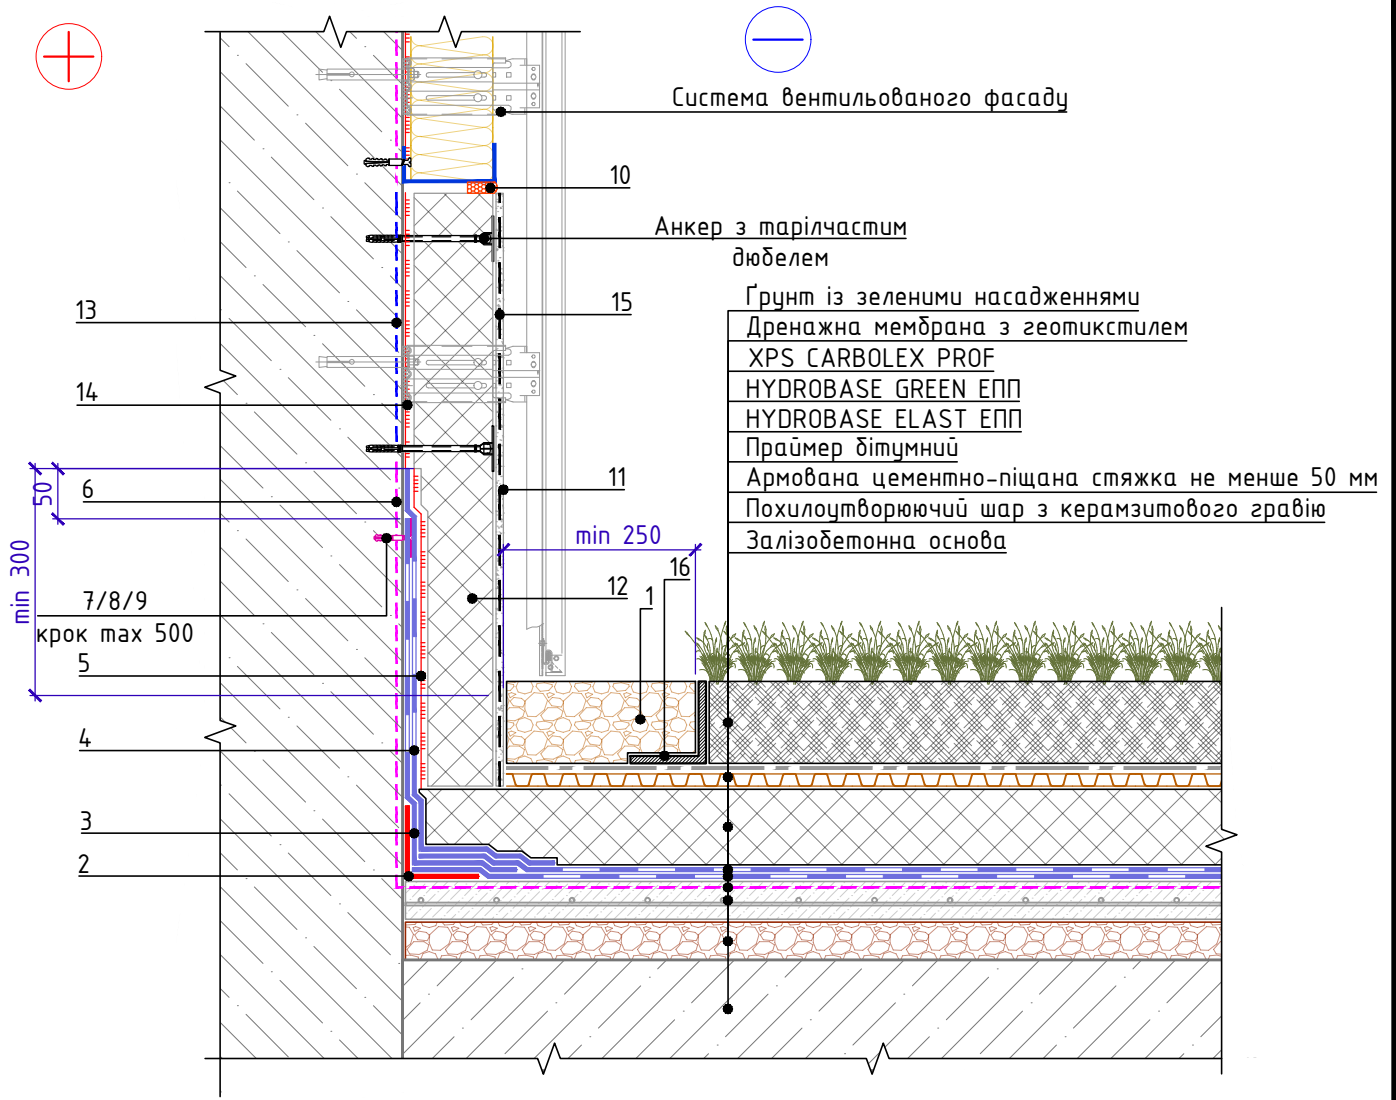 Система вентильованого фасаду
10
Анкер з тарілчастим
дюбелем
Ґрунт із зеленими насадженнями
13
15
Дренажна мембрана з геотикстилем
XPS CARBOLEX PROF
14
HYDROBASE GREEN ЕПП
HYDROBASE ELAST ЕПП
Праймер бітумний
Армована цементно-піщана стяжка не менше 50 мм
6
50
11
Похилоутворюючий шар з керамзитового гравію
min 250
Залізобетонна основа
min 300
16
12
1
7/8/9
крок max 500
5
4
3
2